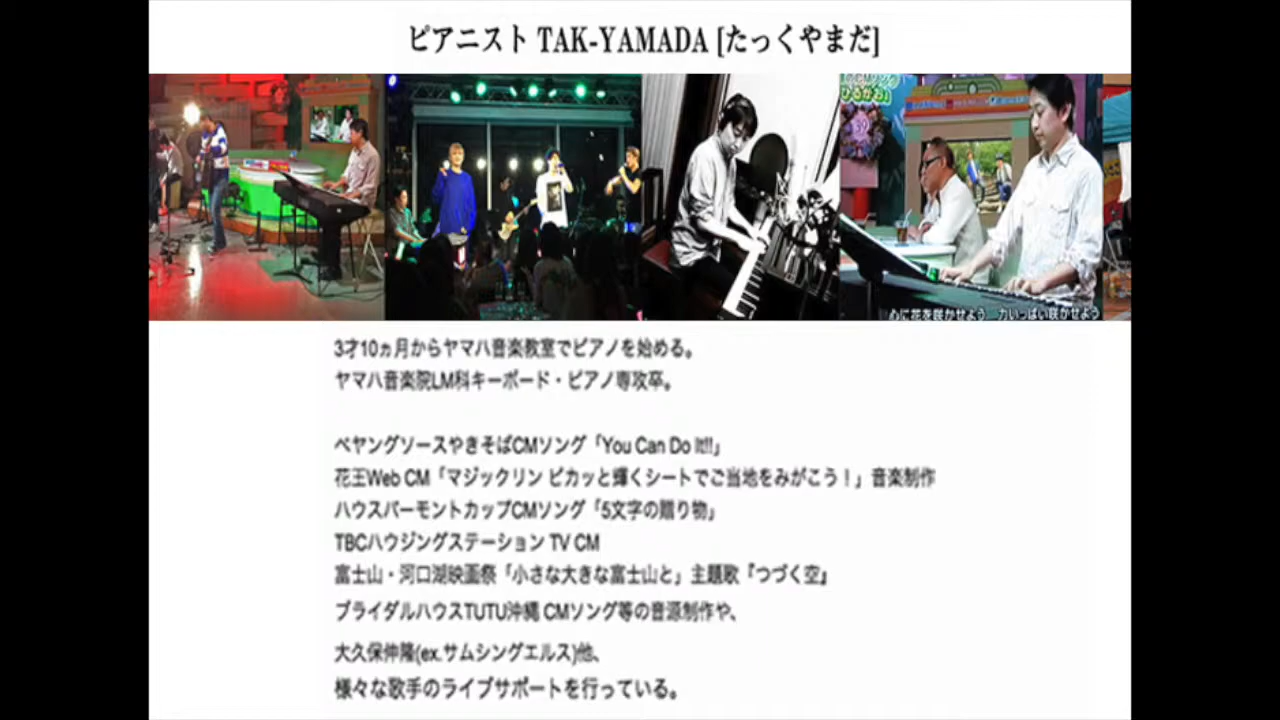 ピアニスト TAK-YAMADA [たっくやまだ]
ひるがお
心に花を咲かせよう 力いっぱい咲かせよう
3才10ヵ月からヤマハ音楽教室でピアノを始める。
ヤマハ音楽院LM科キーボード・ピアノ専攻卒。
ペヤングソースやきそばCMソング「You Can Do It!!」
花王Web CM「マジックリン ピカッと輝くシートでご当地をみがこう！」音楽制作
ハウスバーモントカップCMソング「5文字の贈り物」
TBCハウジングステーション TV CM
富士山・河口湖映画祭「小さな大きな富士山と」主題歌『つづく空』
ブライダルハウスTUTU沖縄 CMソング等の音源制作や、
大久保伸隆(ex.サムシングエルス)他、
様々な歌手のライブサポートを行っている。